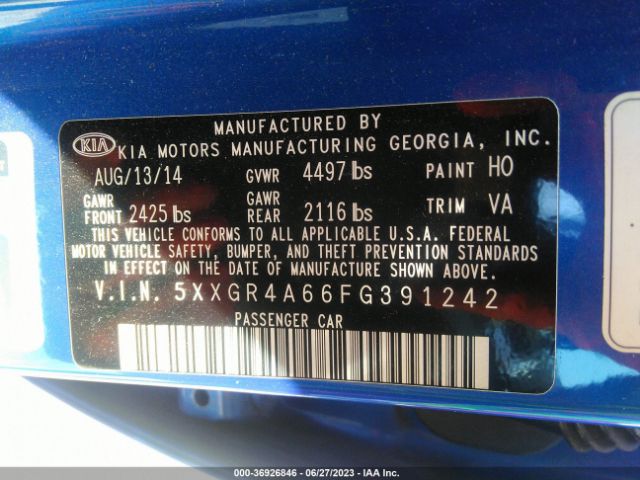 KIA
MANUFACTURED BY
KIA MOTORS MANUFACTURING GEORGIA, INC.
AUG/13/14 GVWR 4497 lbs PAINT HO
GAWR FRONT 2425 lbs GAWR REAR 2116 lbs TRIM VA
THIS VEHICLE CONFORMS TO ALL APPLICABLE U.S.A. FEDERAL
MOTOR VEHICLE SAFETY, BUMPER, AND THEFT PREVENTION STANDARDS
IN EFFECT ON THE DATE OF MANUFACTURE SHOWN ABOVE.
V.I.N. 5XXGR4A66FG391242
PASSENGER CAR
000-36926846 - 06/27/2023 - IAA Inc.